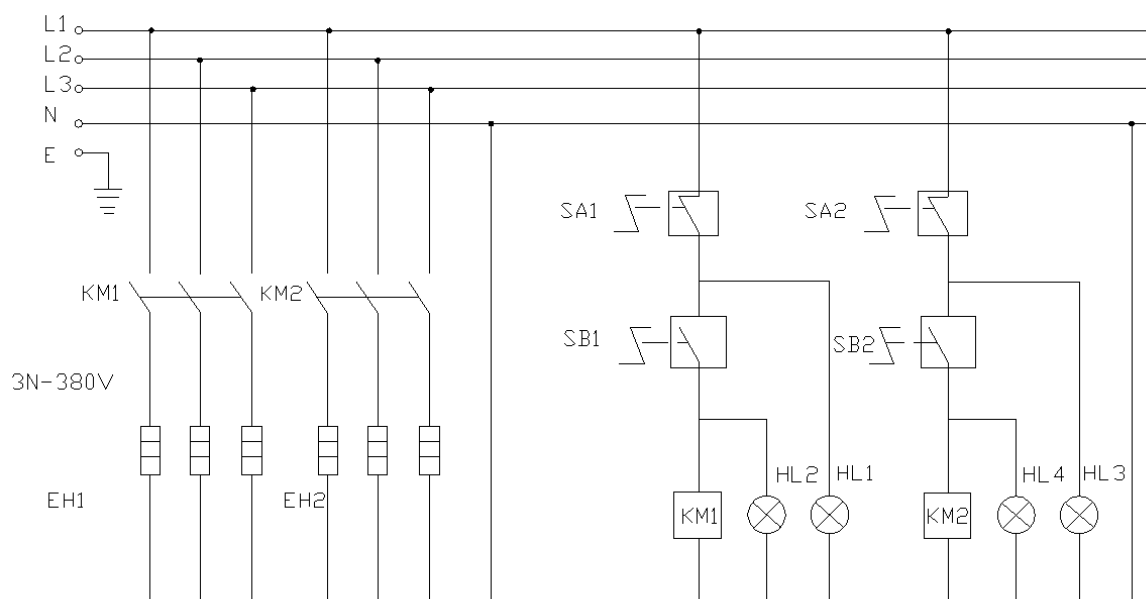 L1
L2
L3
N
E
SA1
SA2
KM1
KM2
SB1
SB2
3N-380V
HL2
HL1
HL4
HL3
EH1
EH2
KM1
KM2